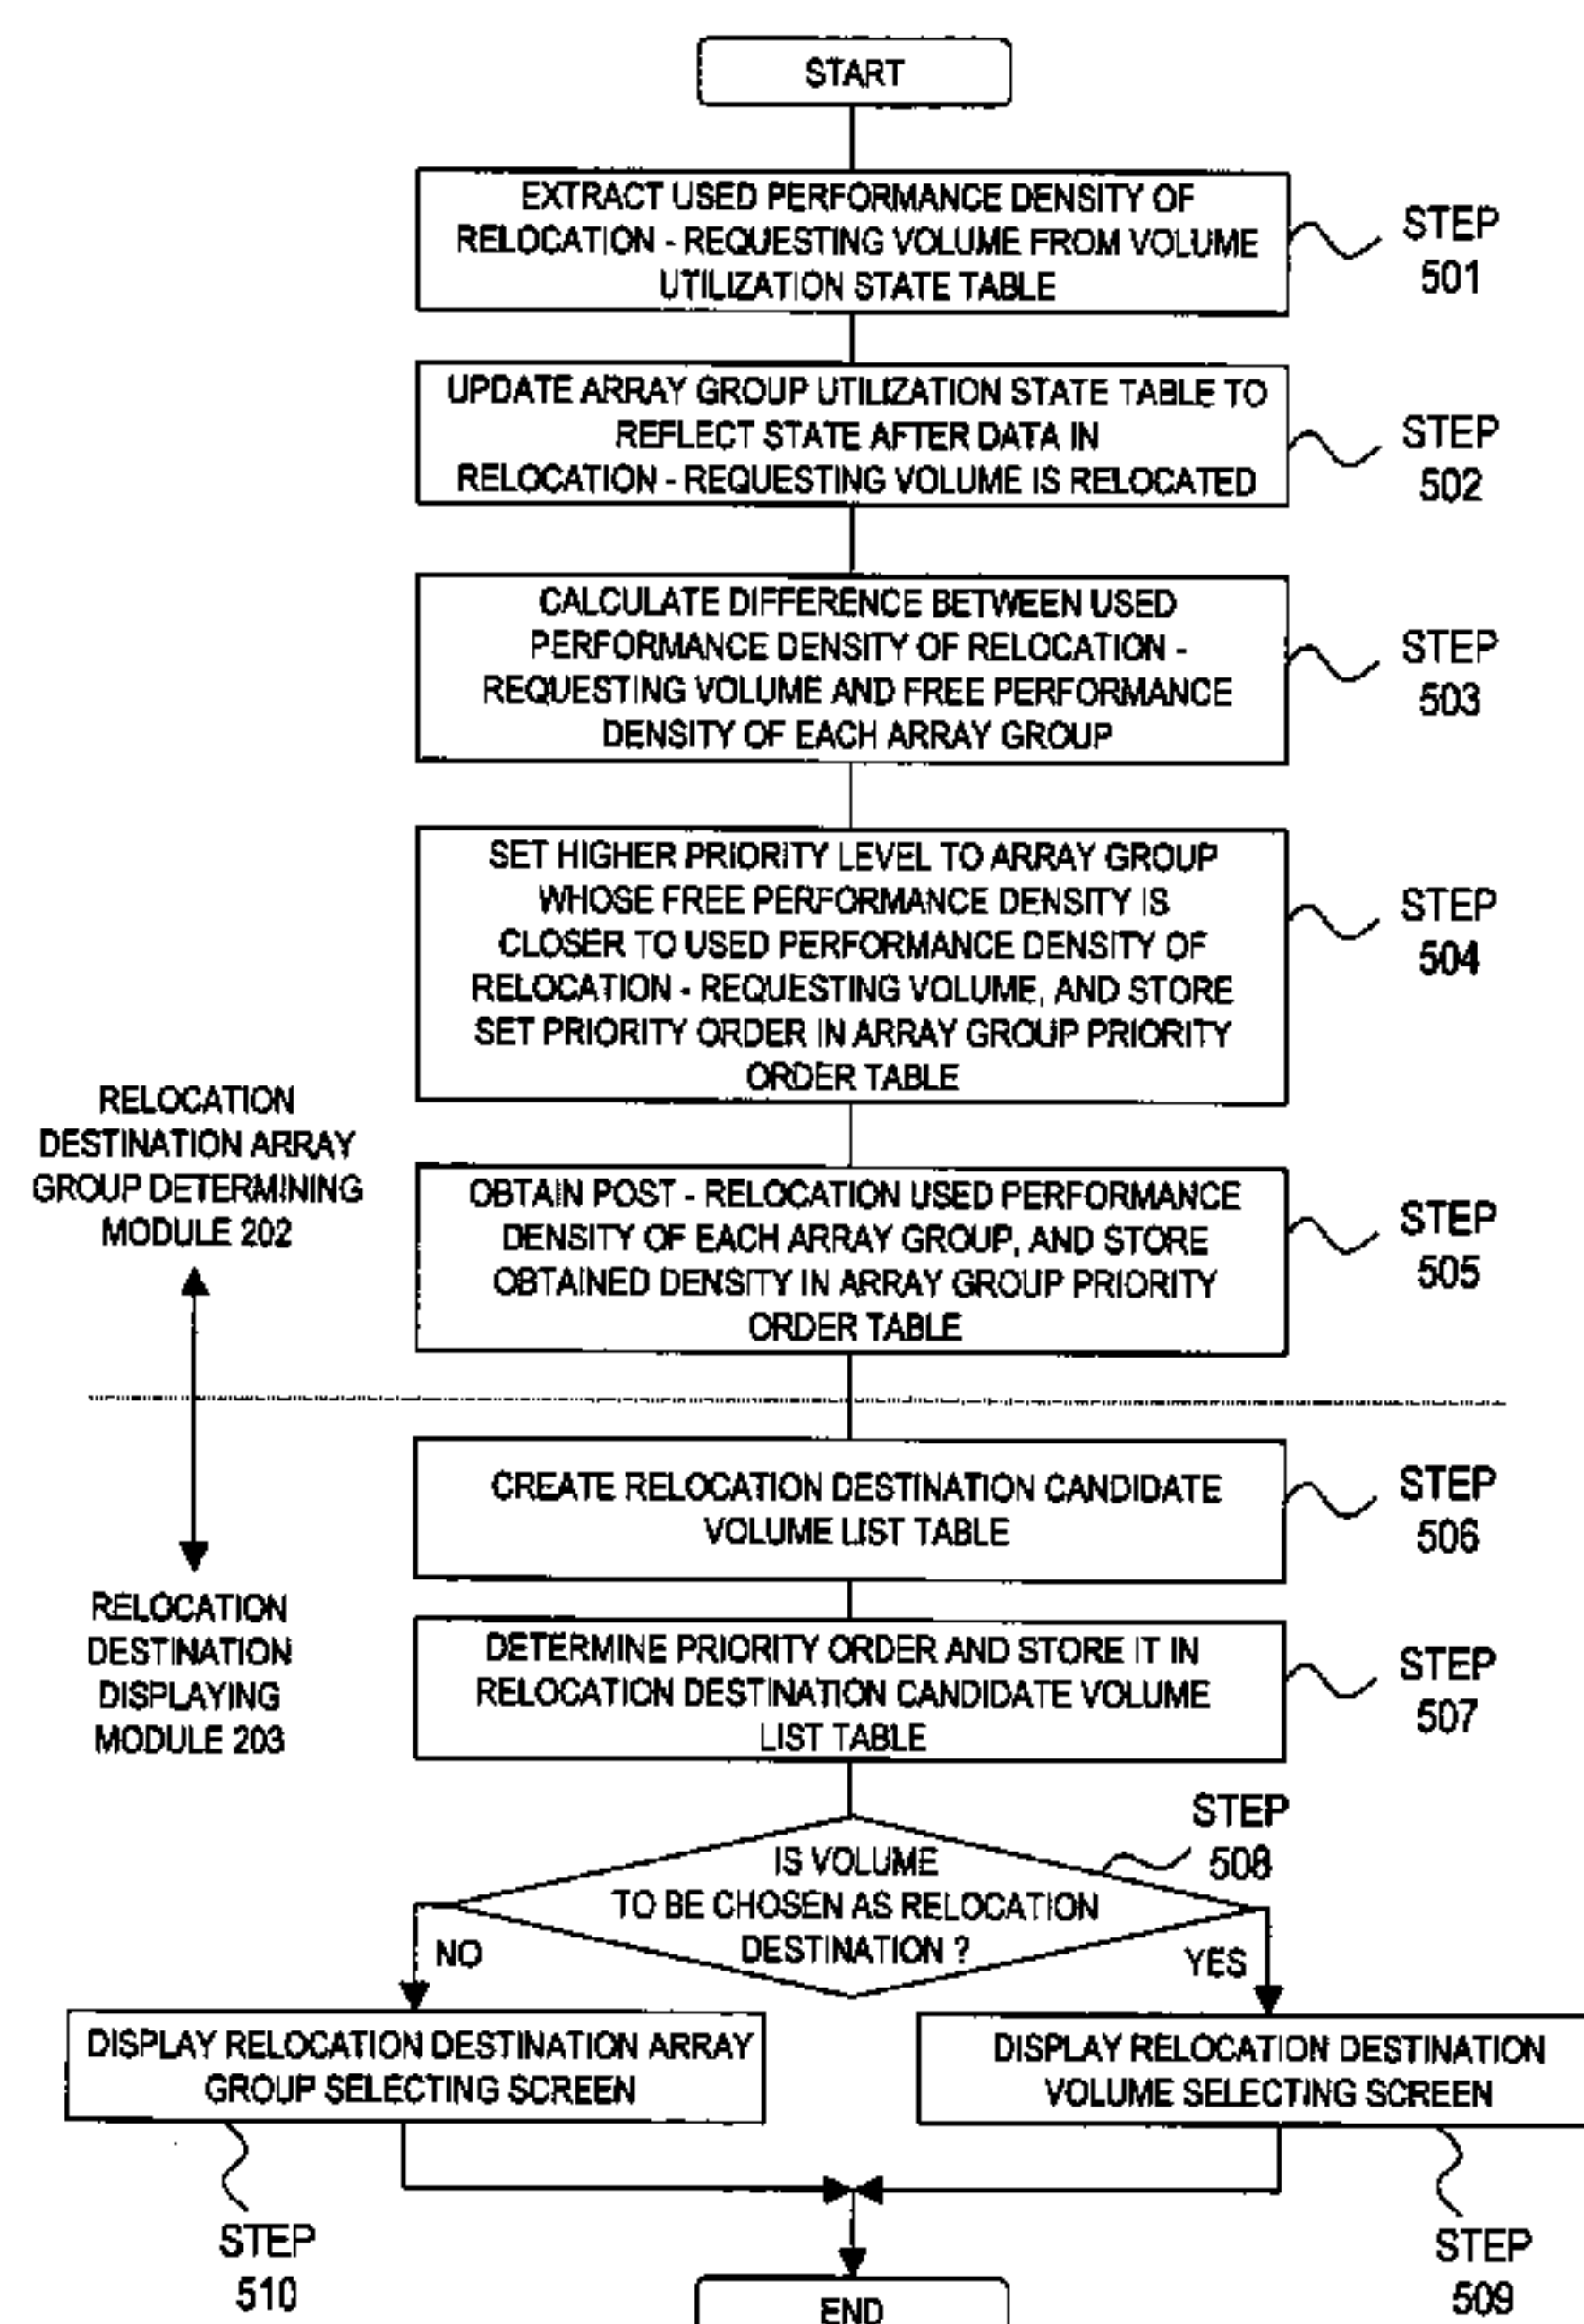 START
EXTRACT USED PERFORMANCE DENSITY OF
RELOCATION - REQUESTING VOLUME FROM VOLUME
UTILIZATION STATE TABLE
STEP
501
UPDATE ARRAY GROUP UTILIZATION STATE TABLE TO
REFLECT STATE AFTER DATA IN
RELOCATION - REQUESTING VOLUME IS RELOCATED
STEP
502
CALCULATE DIFFERENCE BETWEEN USED
PERFORMANCE DENSITY OF RELOCATION -
REQUESTING VOLUME AND FREE PERFORMANCE
DENSITY OF EACH ARRAY GROUP
STEP
503
SET HIGHER PRIORITY LEVEL TO ARRAY GROUP
WHOSE FREE PERFORMANCE DENSITY IS
CLOSER TO USED PERFORMANCE DENSITY OF
RELOCATION - REQUESTING VOLUME, AND STORE
SET PRIORITY ORDER IN ARRAY GROUP PRIORITY
ORDER TABLE
STEP
504
RELOCATION
DESTINATION ARRAY
GROUP DETERMINING
MODULE 202
OBTAIN POST - RELOCATION USED PERFORMANCE
DENSITY OF EACH ARRAY GROUP, AND STORE
OBTAINED DENSITY IN ARRAY GROUP PRIORITY
ORDER TABLE
STEP
505
CREATE RELOCATION DESTINATION CANDIDATE
VOLUME LIST TABLE
STEP
506
RELOCATION
DESTINATION
DISPLAYING
MODULE 203
DETERMINE PRIORITY ORDER AND STORE IT IN
RELOCATION DESTINATION CANDIDATE VOLUME
LIST TABLE
STEP
507
IS VOLUME
TO BE CHOSEN AS RELOCATION
DESTINATION ?
STEP
508
NO
YES
DISPLAY RELOCATION DESTINATION ARRAY
GROUP SELECTING SCREEN
DISPLAY RELOCATION DESTINATION
VOLUME SELECTING SCREEN
STEP
510
STEP
509
END